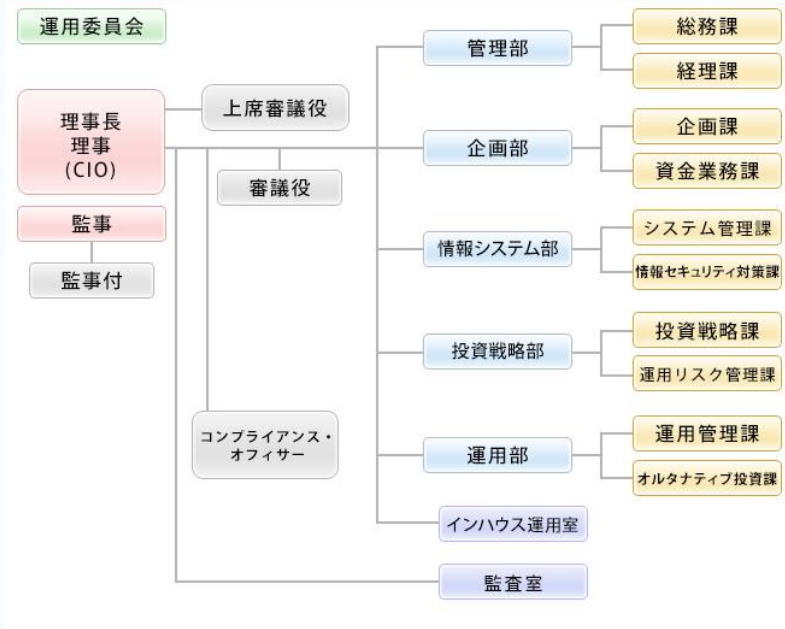 運用委員会
理事長
理事
(CIO)
監事
監事付
上席審議役
審議役
コンプライアンス・
オフィサー
管理部
総務課
経理課
企画部
企画課
資金業務課
情報システム部
システム管理課
情報セキュリティ対策課
投資戦略部
投資戦略課
運用リスク管理課
運用部
運用管理課
オルタナティブ投資課
インハウス運用室
監査室